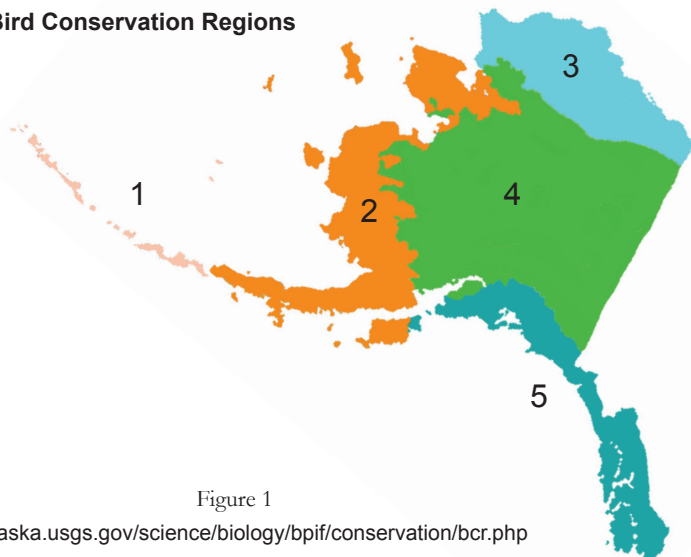 Bird Conservation Regions
3
1
2
4
5
Figure 1
aska.usgs.gov/science/biology/bpif/conservation/bcr.php